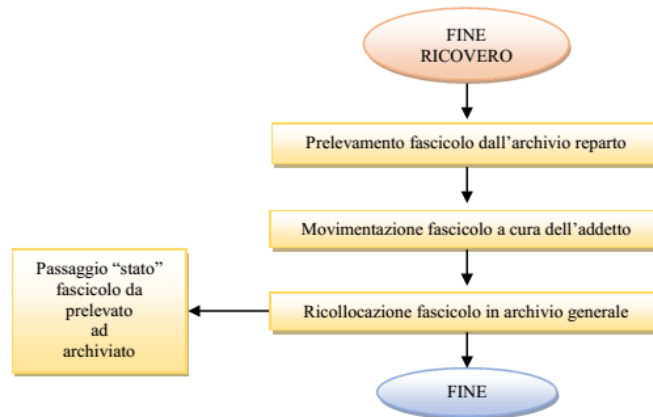 FINE
RICOVERO
Prelevamento fascicolo dall'archivio reparto
Movimentazione fascicolo a cura dell'addetto
Passaggio “stato”
fascicolo da
prelevato
ad
archiviato
Ricollocazione fascicolo in archivio generale
FINE